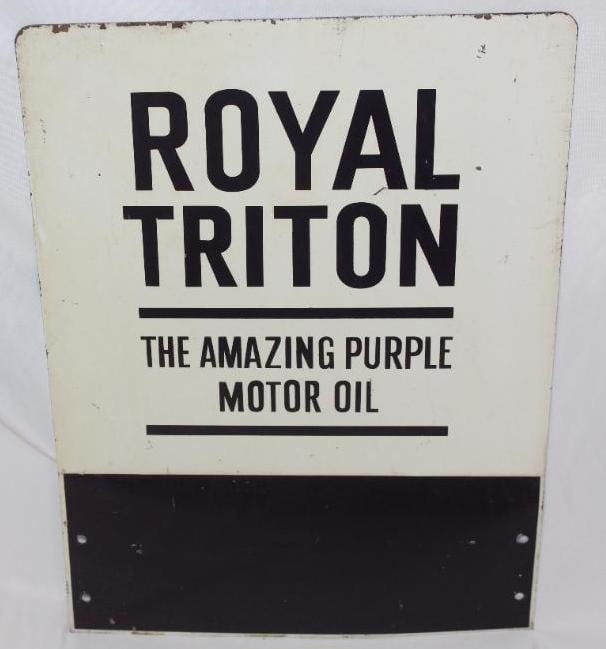 ROYAL
TRITON
THE AMAZING PURPLE
MOTOR OIL